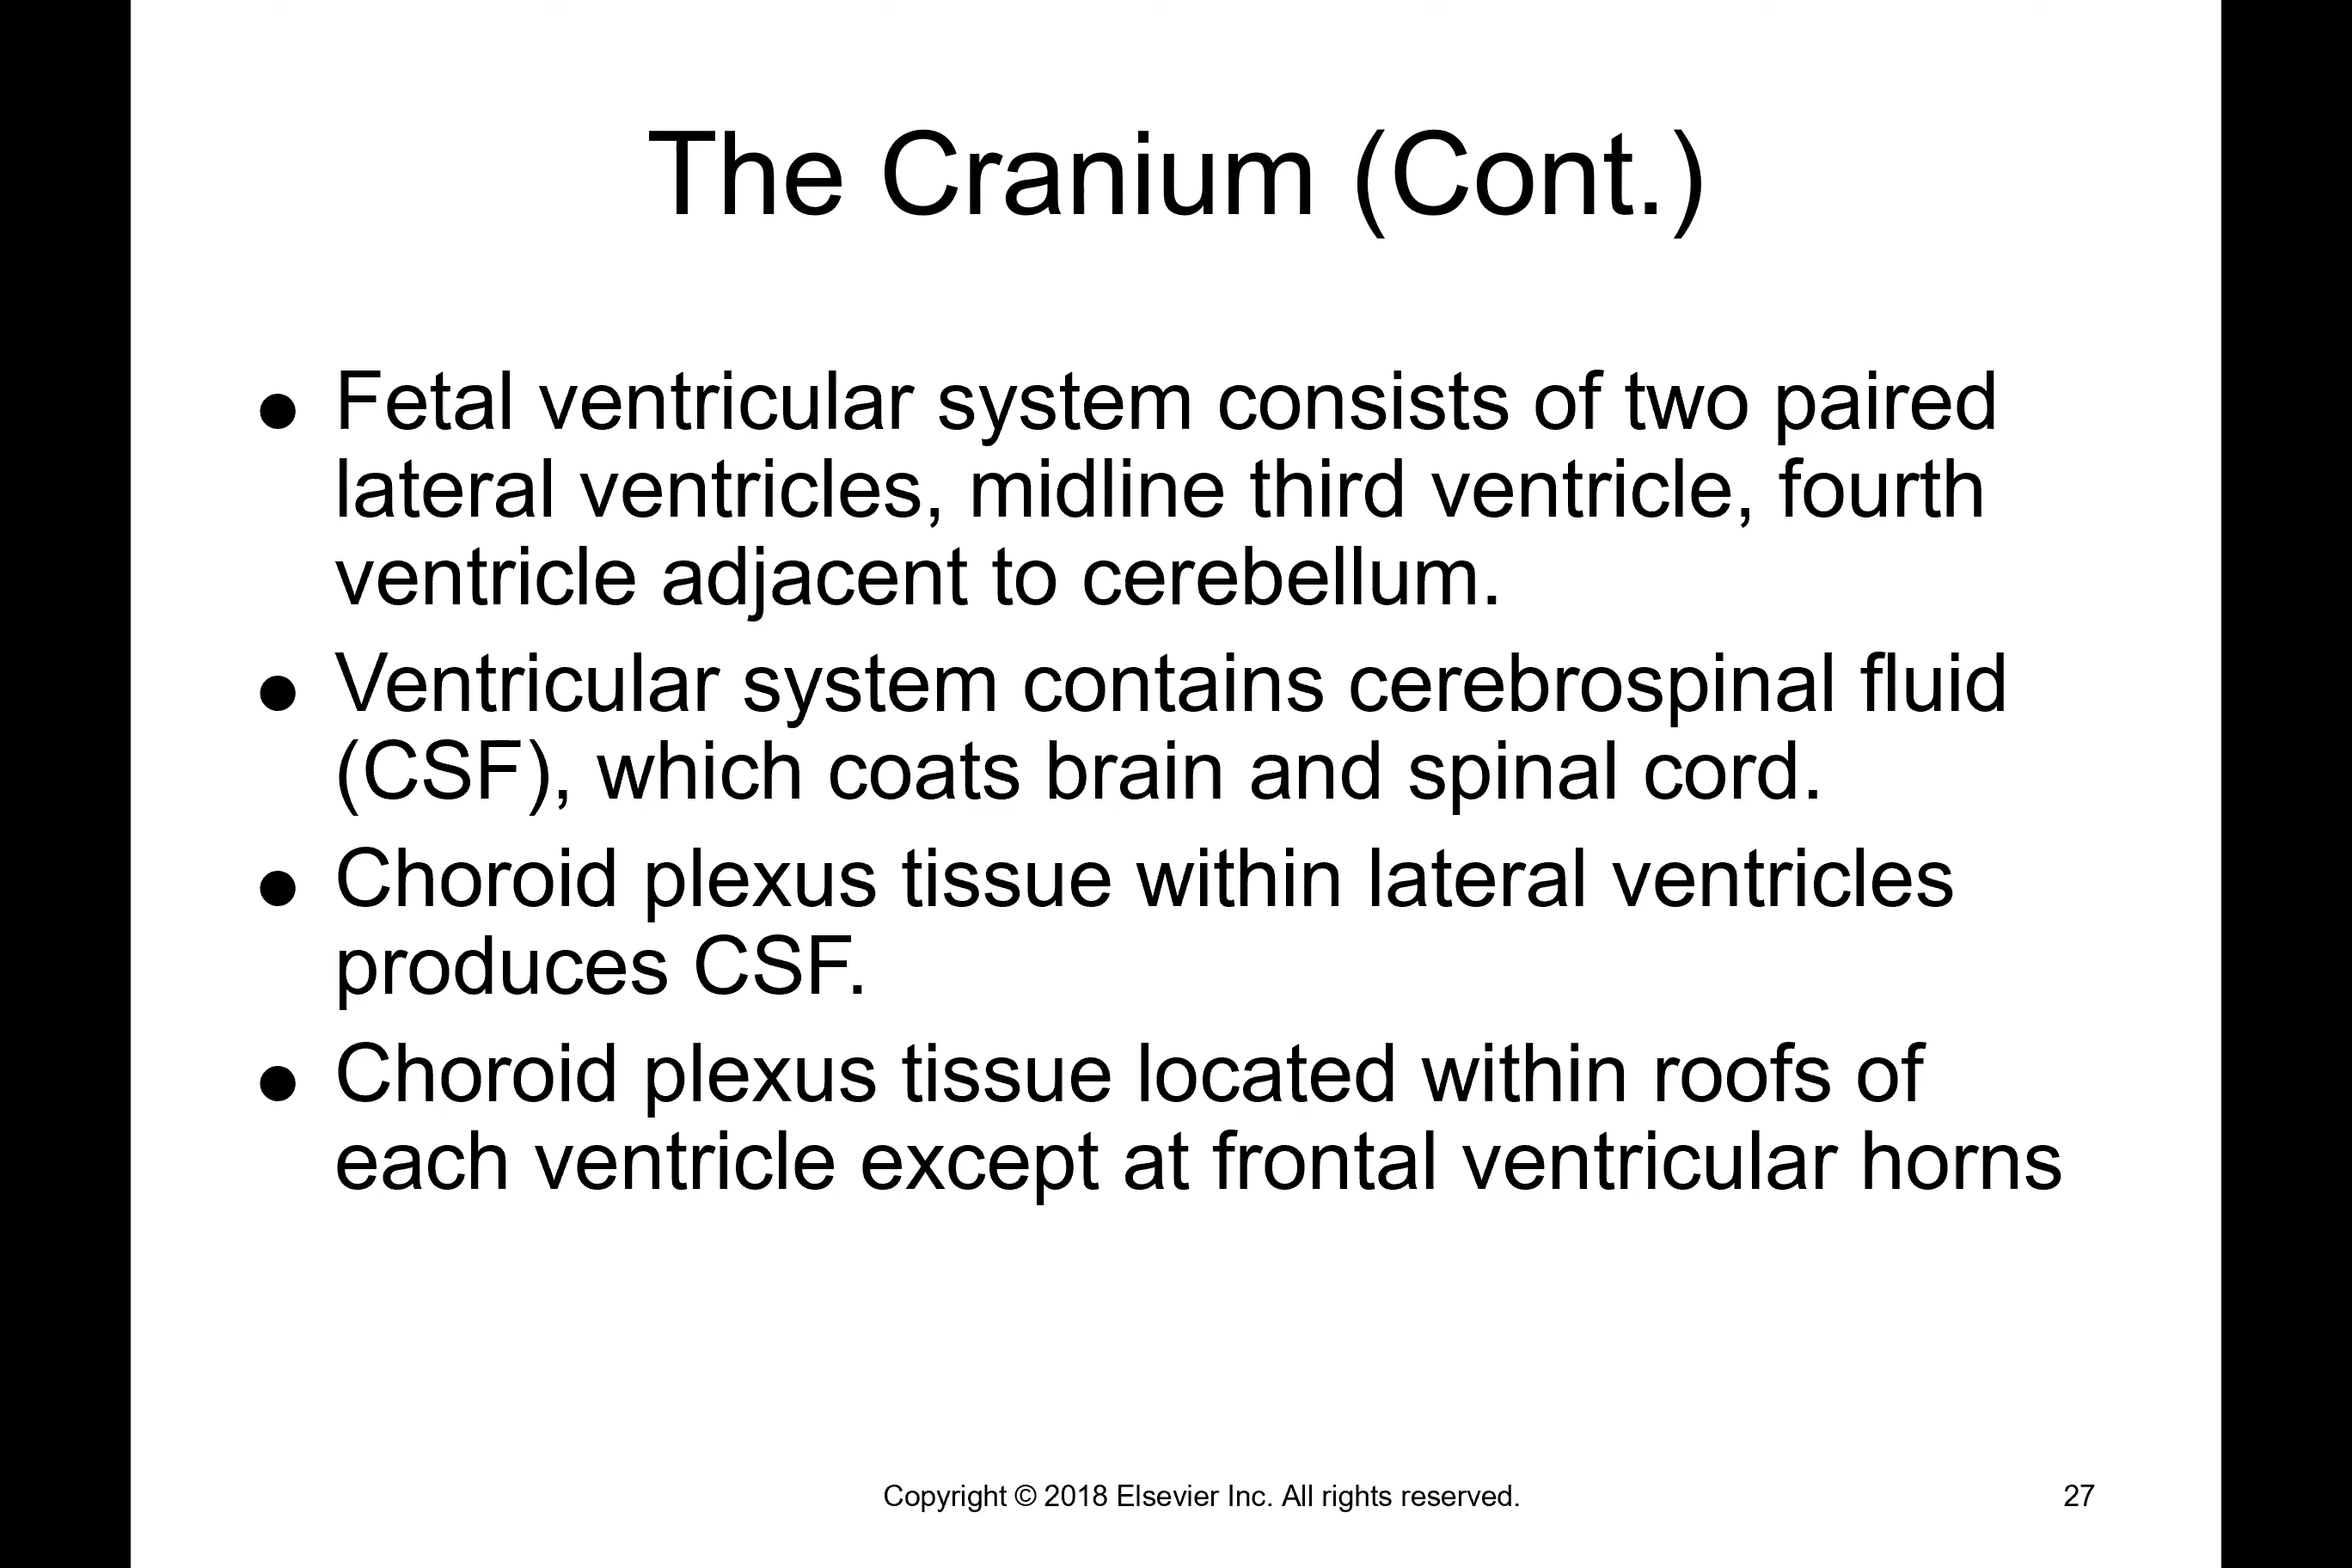 The Cranium (Cont.)
● Fetal ventricular system consists of two paired
lateral ventricles, midline third ventricle, fourth
ventricle adjacent to cerebellum.
● Ventricular system contains cerebrospinal fluid
(CSF), which coats brain and spinal cord.
● Choroid plexus tissue within lateral ventricles
produces CSF.
● Choroid plexus tissue located within roofs of
each ventricle except at frontal ventricular horns
Copyright © 2018 Elsevier Inc. All rights reserved.
27